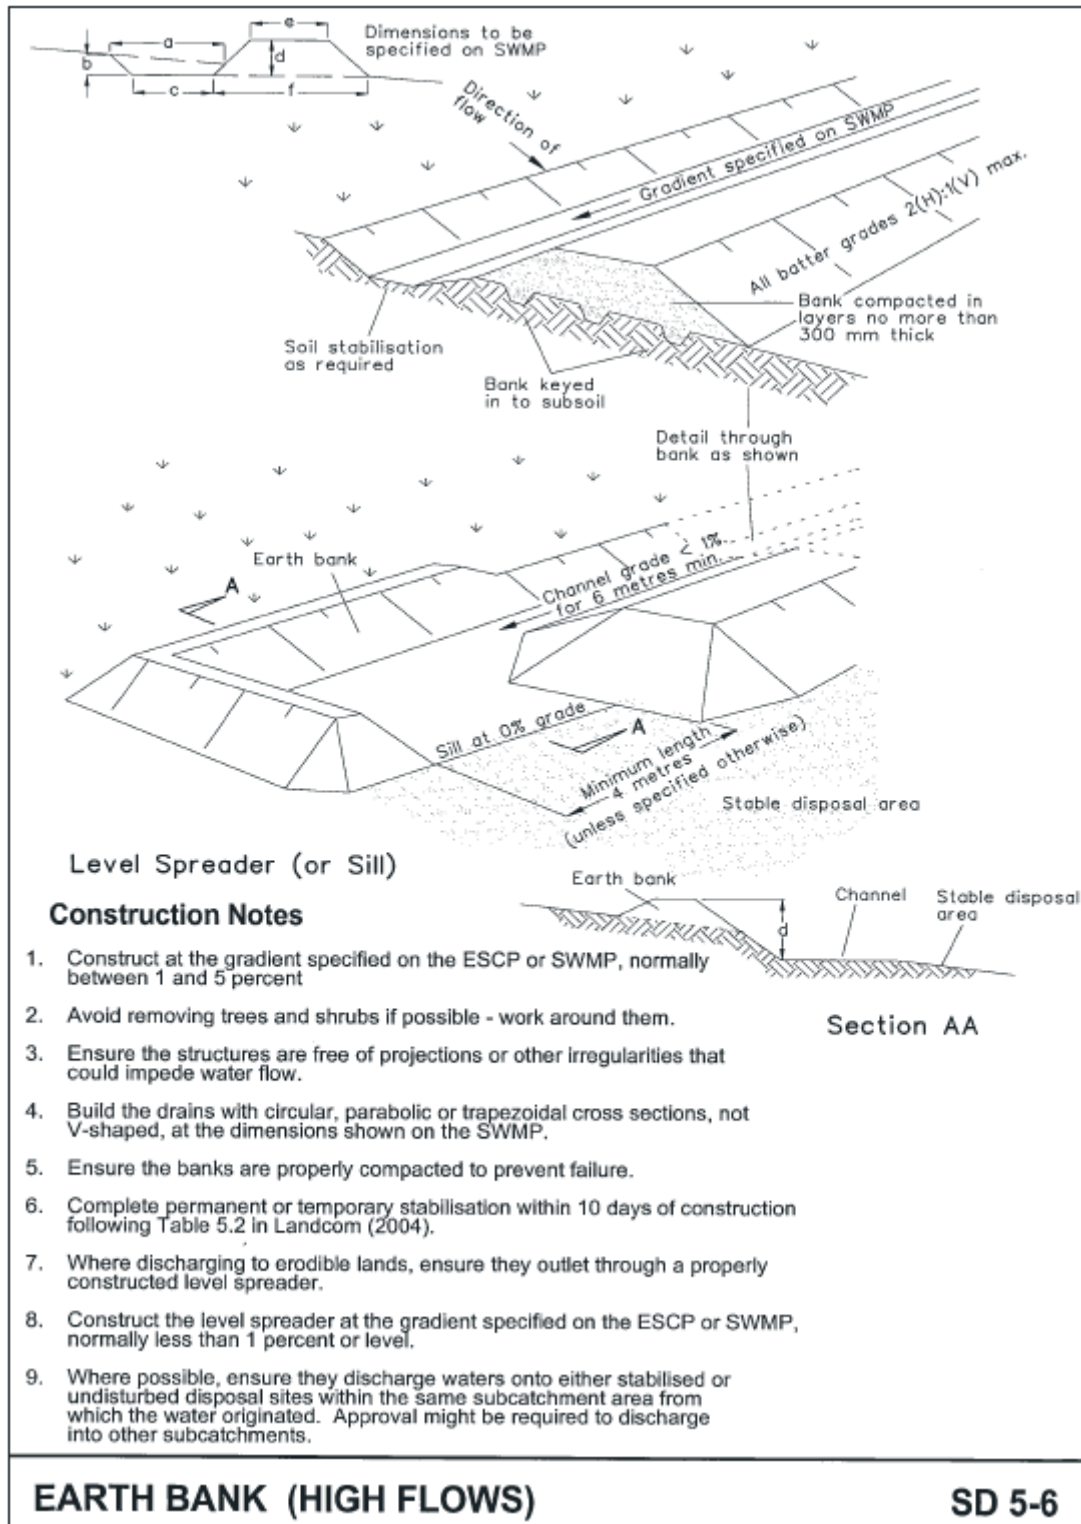 e
Dimensions to be
specified on SWMP
a
b
d
c
f
Direction of
flow
Gradient specified on SWMP
All batter grades 2(H):1(V) max.
Bank compacted in
layers no more than
300 mm thick
Soil stabilisation
as required
Bank keyed
in to subsoil
Detail through
bank as shown
Earth bank
A
Channel grade < 1%
for 6 metres min.
Sill at 0% grade
A
Minimum length
4 metres
(unless specified otherwise)
Stable disposal area
Level Spreader (or Sill)
Earth bank
Channel
Stable disposal
area
d
Section AA
Construction Notes
1. Construct at the gradient specified on the ESCP or SWMP, normally
between 1 and 5 percent
2. Avoid removing trees and shrubs if possible - work around them.
3. Ensure the structures are free of projections or other irregularities that
could impede water flow.
4. Build the drains with circular, parabolic or trapezoidal cross sections, not
V-shaped, at the dimensions shown on the SWMP.
5. Ensure the banks are properly compacted to prevent failure.
6. Complete permanent or temporary stabilisation within 10 days of construction
following Table 5.2 in Landcom (2004).
7. Where discharging to erodible lands, ensure they outlet through a properly
constructed level spreader.
8. Construct the level spreader at the gradient specified on the ESCP or SWMP,
normally less than 1 percent or level.
9. Where possible, ensure they discharge waters onto either stabilised or
undisturbed disposal sites within the same subcatchment area from
which the water originated. Approval might be required to discharge
into other subcatchments.
EARTH BANK (HIGH FLOWS)
SD 5-6